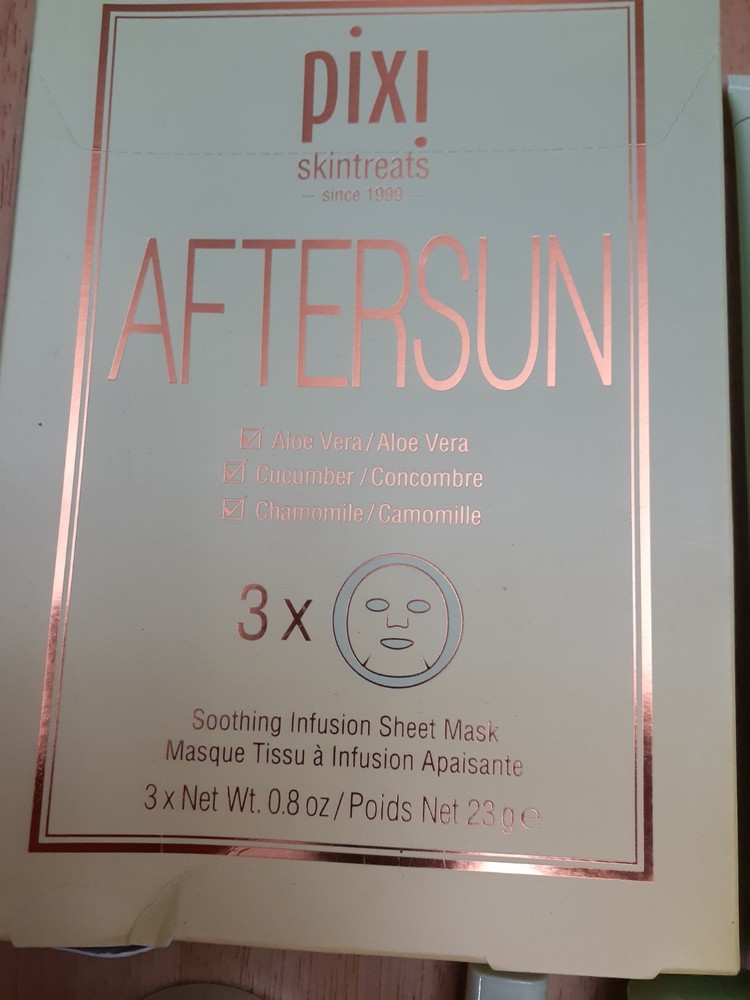 pixi
skintreats
– since 1999 –
AFTERSUN
☑ Aloe Vera/Aloe Vera
☑ Cucumber/Concombre
☑ Chamomile/Camomille
3 x
Soothing Infusion Sheet Mask
Masque Tissu à Infusion Apaisante
3 x Net Wt. 0.8 oz/Poids Net 23 g ℮